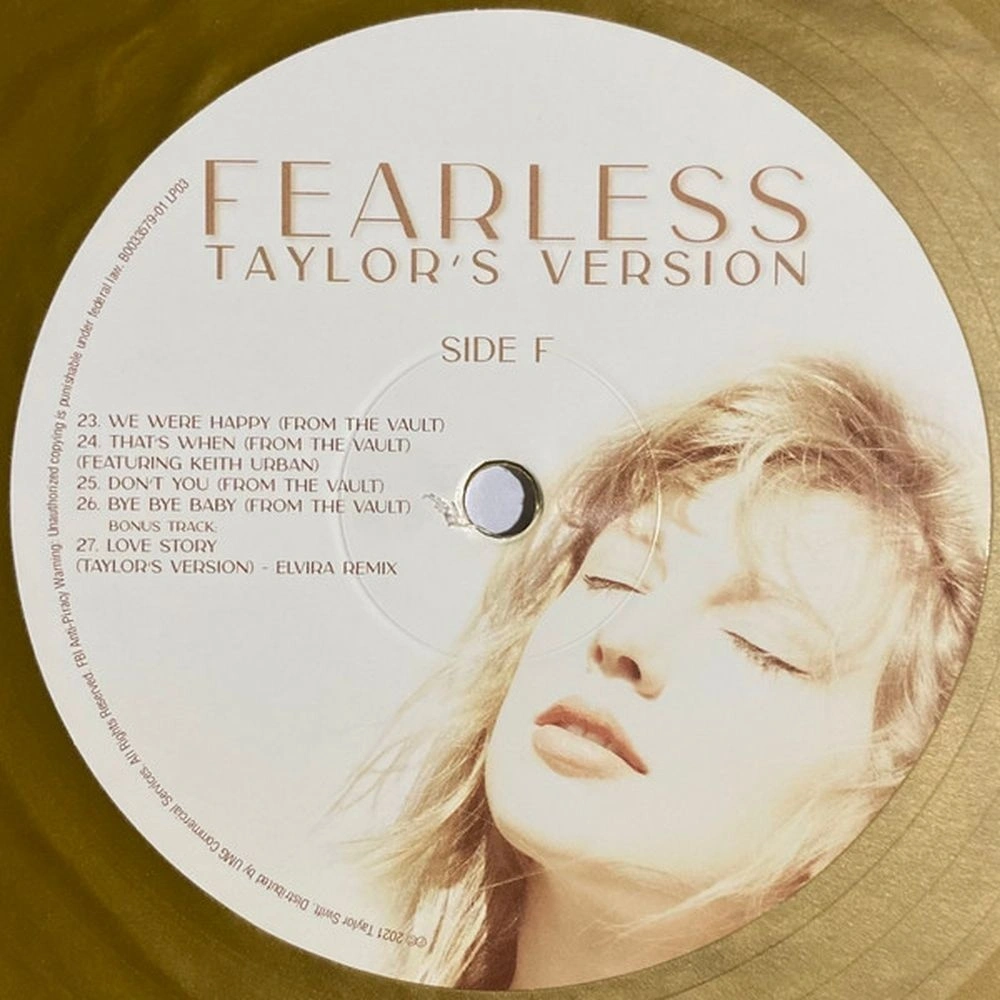 FEARLESS
TAYLOR'S VERSION
SIDE F
23. WE WERE HAPPY (FROM THE VAULT)
24. THAT'S WHEN (FROM THE VAULT)
(FEATURING KEITH URBAN)
25. DON'T YOU (FROM THE VAULT)
26. BYE BYE BABY (FROM THE VAULT)
BONUS TRACK:
27. LOVE STORY
(TAYLOR'S VERSION) - ELVIRA REMIX
℗© 2021 Taylor Swift. Distributed by UMG Commercial Services. All Rights Reserved. FBI Anti-Piracy Warning: Unauthorized copying is punishable under federal law. B0033579-01 LP03